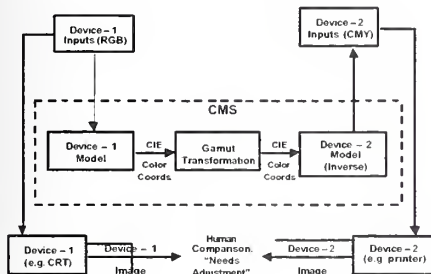 Device – 1
Inputs (RGB)
Device – 2
Inputs (CMY)
CMS
Device – 1
Model
CIE
Color
Coords
Gamut
Transformation
CIE
Color
Coords
Device – 2
Model
(Inverse)
Device – 1
(e.g. CRT)
Device – 1
Image
Human
Comparison.
"Needs
Adjustment"
Device–2
Image
Device–2
(e.g. printer)